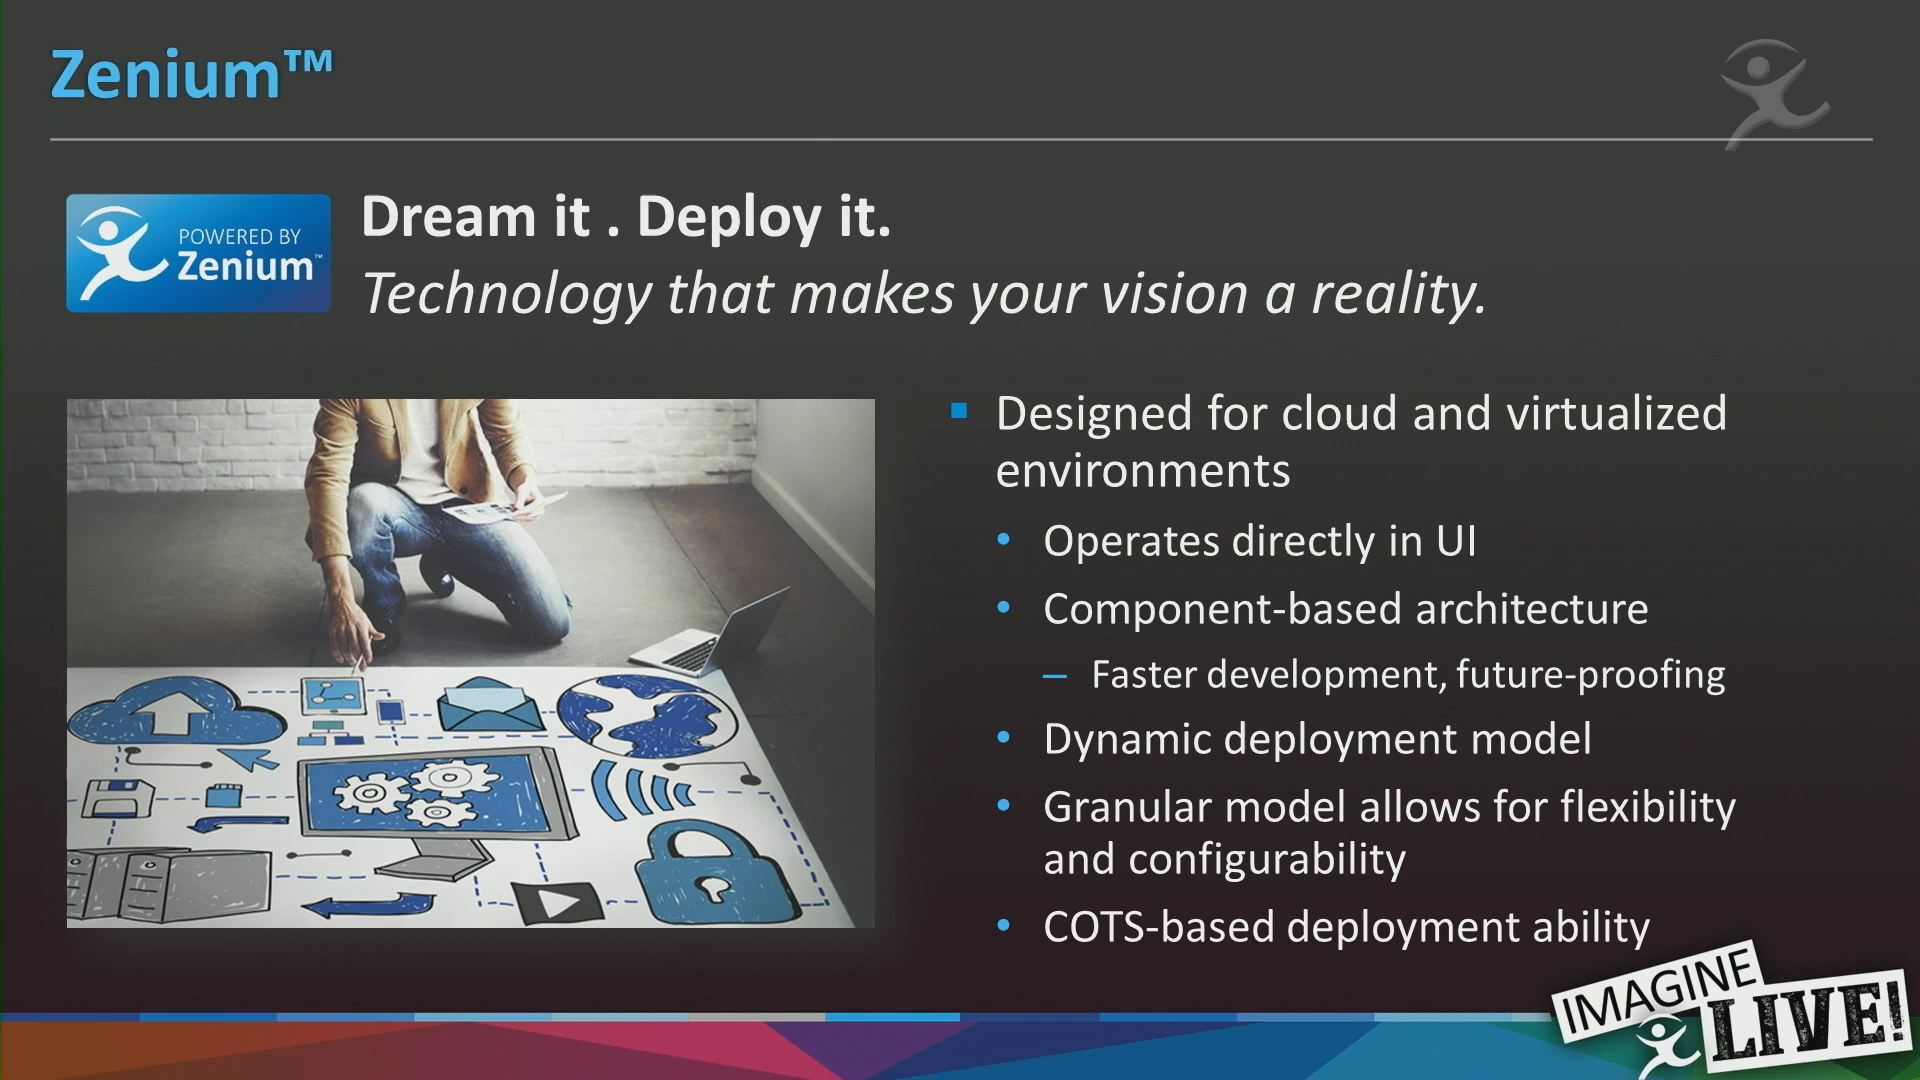 Zenium™
POWERED BY
Zenium™
Dream it . Deploy it.
Technology that makes your vision a reality.
Designed for cloud and virtualized
environments
Operates directly in UI
Component-based architecture
Faster development, future-proofing
Dynamic deployment model
Granular model allows for flexibility
and configurability
COTS-based deployment ability
IMAGINE
LIVE!